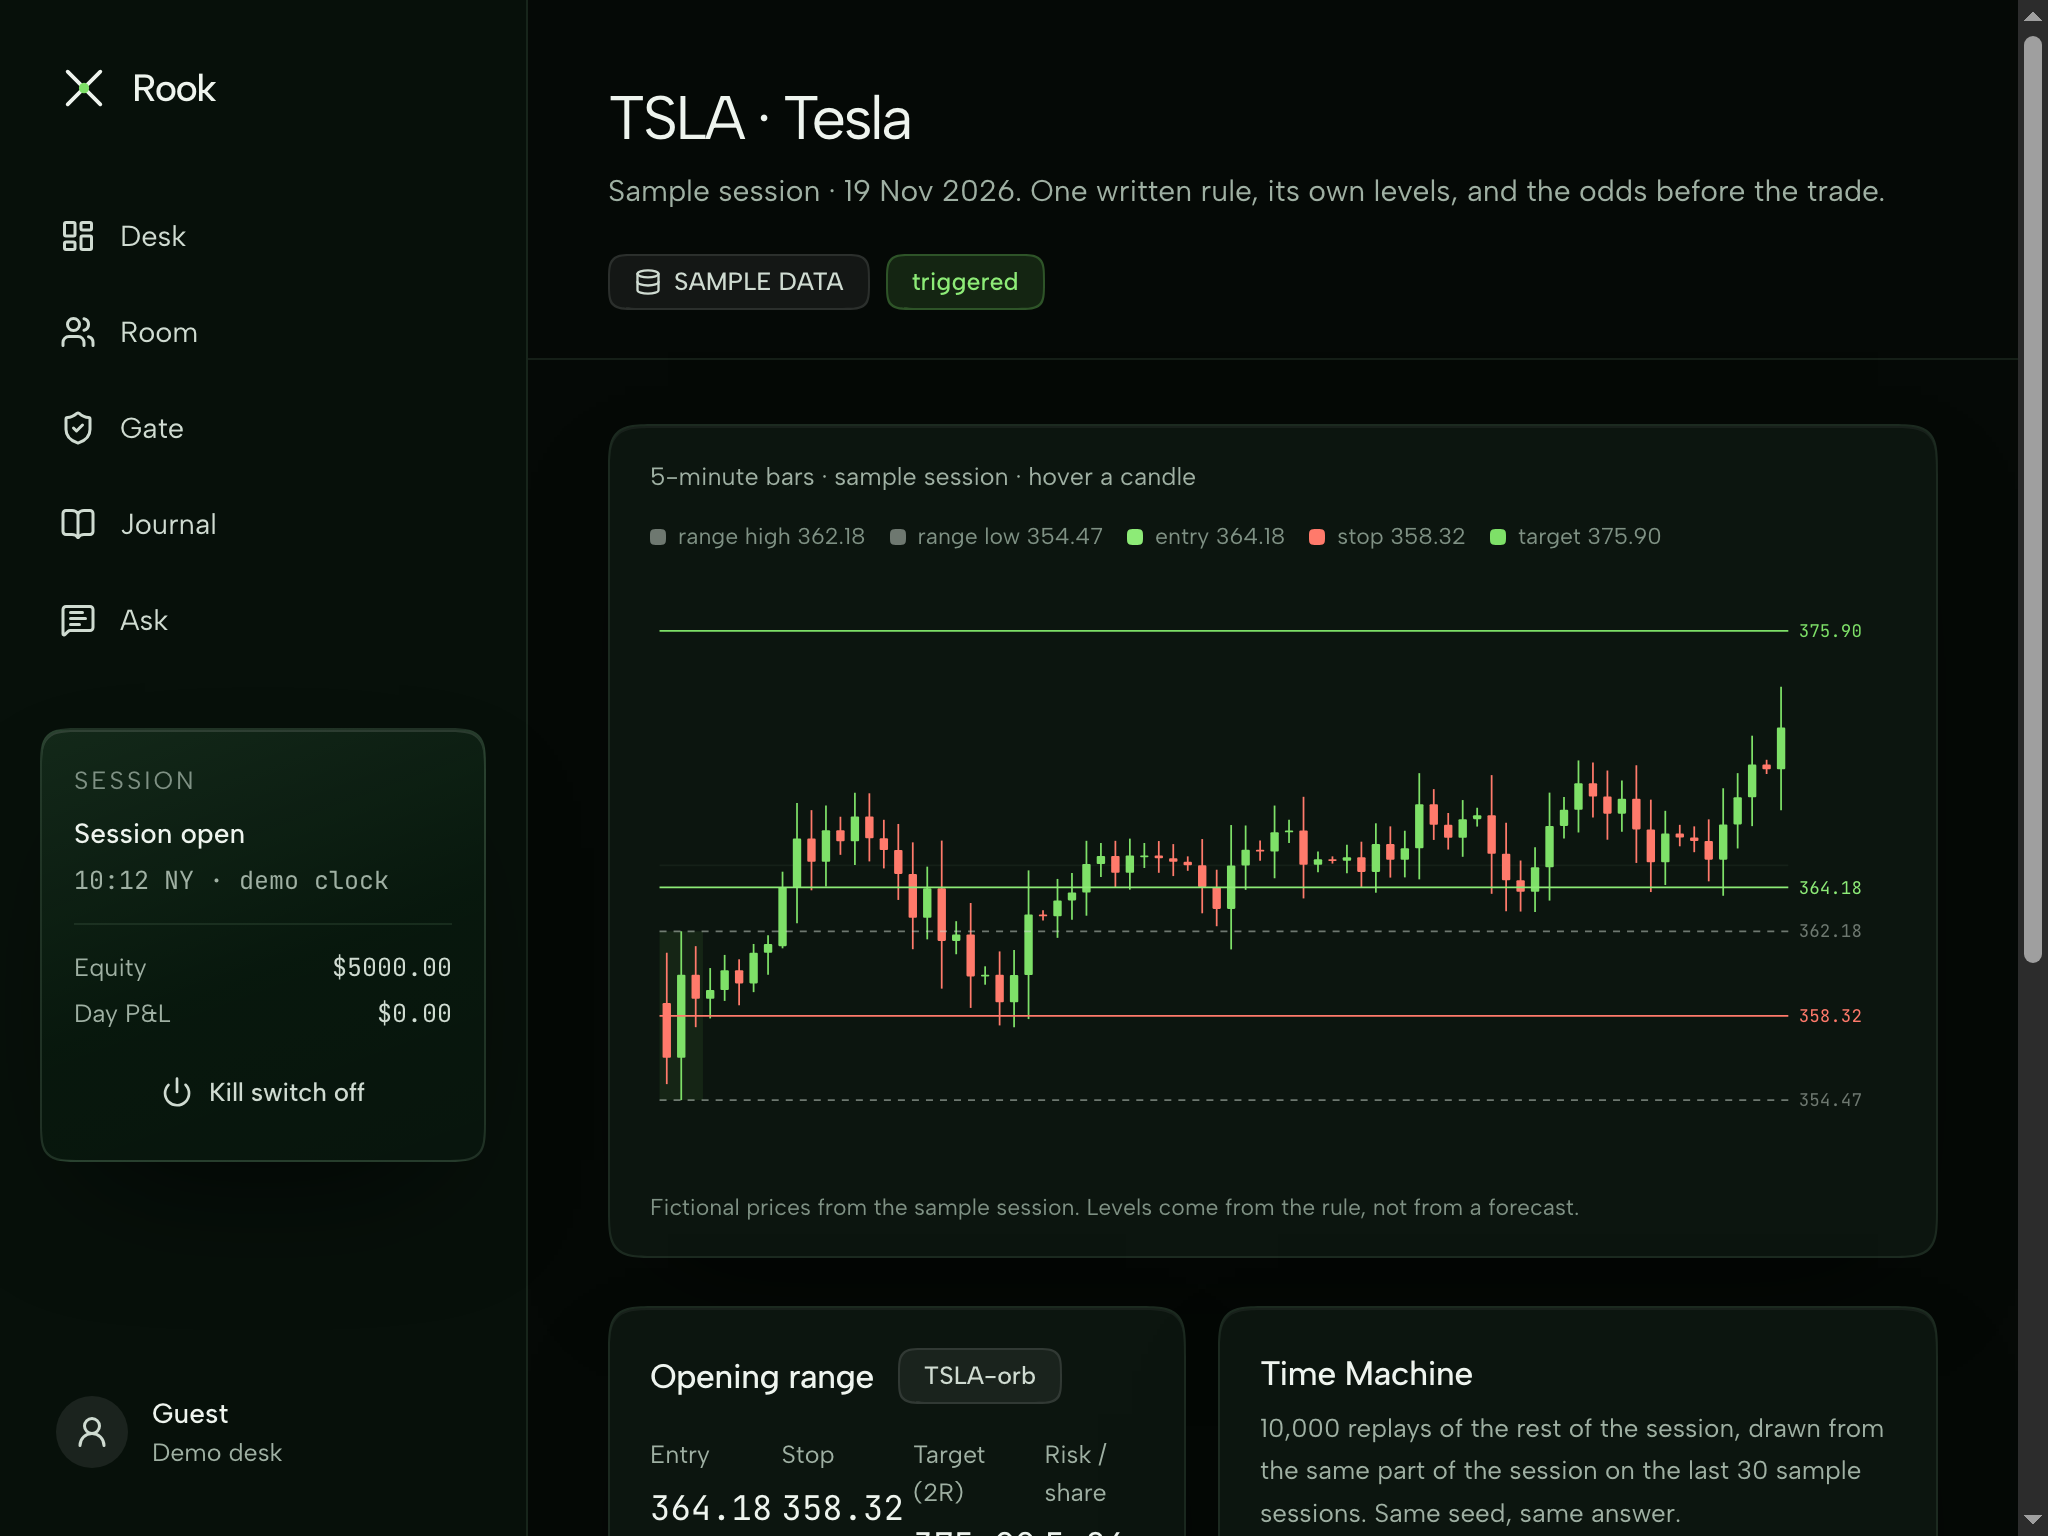 Rook
Desk
Room
Gate
Journal
Ask
SESSION
Session open
10:12 NY · demo clock
Equity $5000.00
Day P&L $0.00
Kill switch off
Guest
Demo desk
TSLA · Tesla
Sample session · 19 Nov 2026. One written rule, its own levels, and the odds before the trade.
SAMPLE DATA triggered
5-minute bars · sample session · hover a candle
range high 362.18 range low 354.47 entry 364.18 stop 358.32 target 375.90
375.90
364.18
362.18
358.32
354.47
Fictional prices from the sample session. Levels come from the rule, not from a forecast.
Opening range TSLA-orb
Entry Stop Target (2R) Risk / share
364.18 358.32
Time Machine
10,000 replays of the rest of the session, drawn from
the same part of the session on the last 30 sample
sessions. Same seed, same answer.